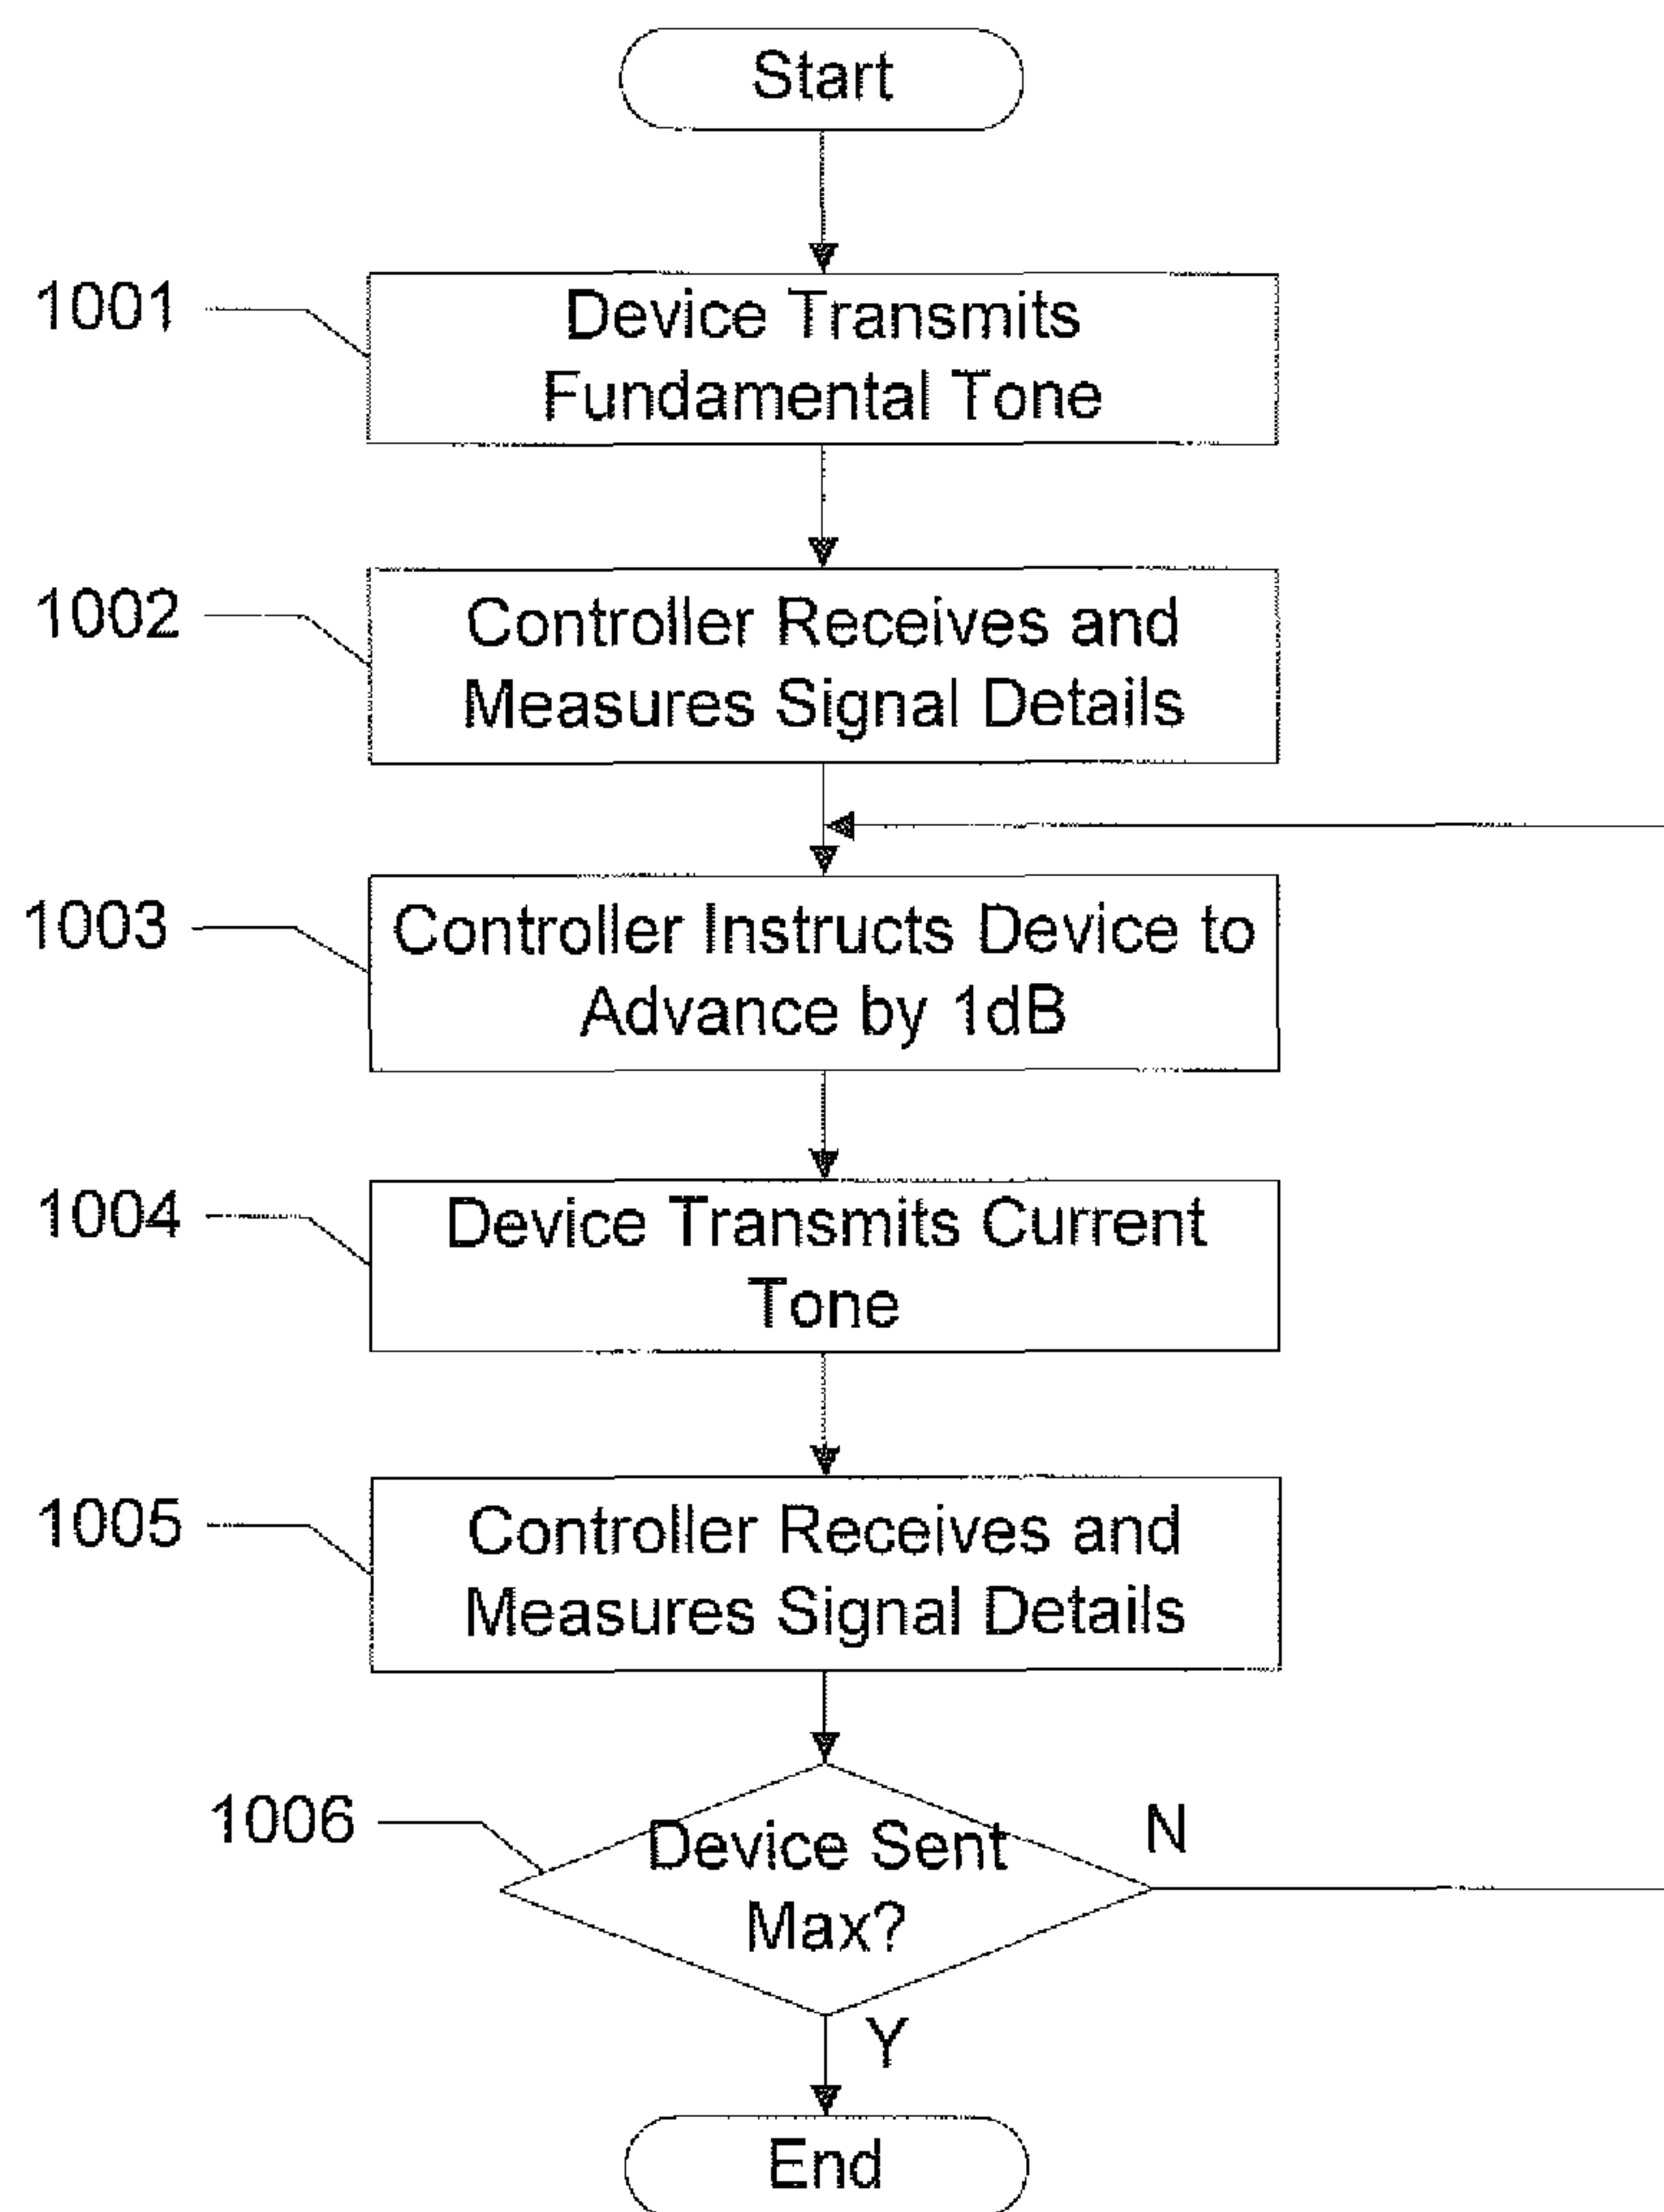 Start
1001
Device Transmits
Fundamental Tone
1002
Controller Receives and
Measures Signal Details
1003
Controller Instructs Device to
Advance by 1dB
1004
Device Transmits Current
Tone
1005
Controller Receives and
Measures Signal Details
1006
Device Sent
Max?
N
Y
End